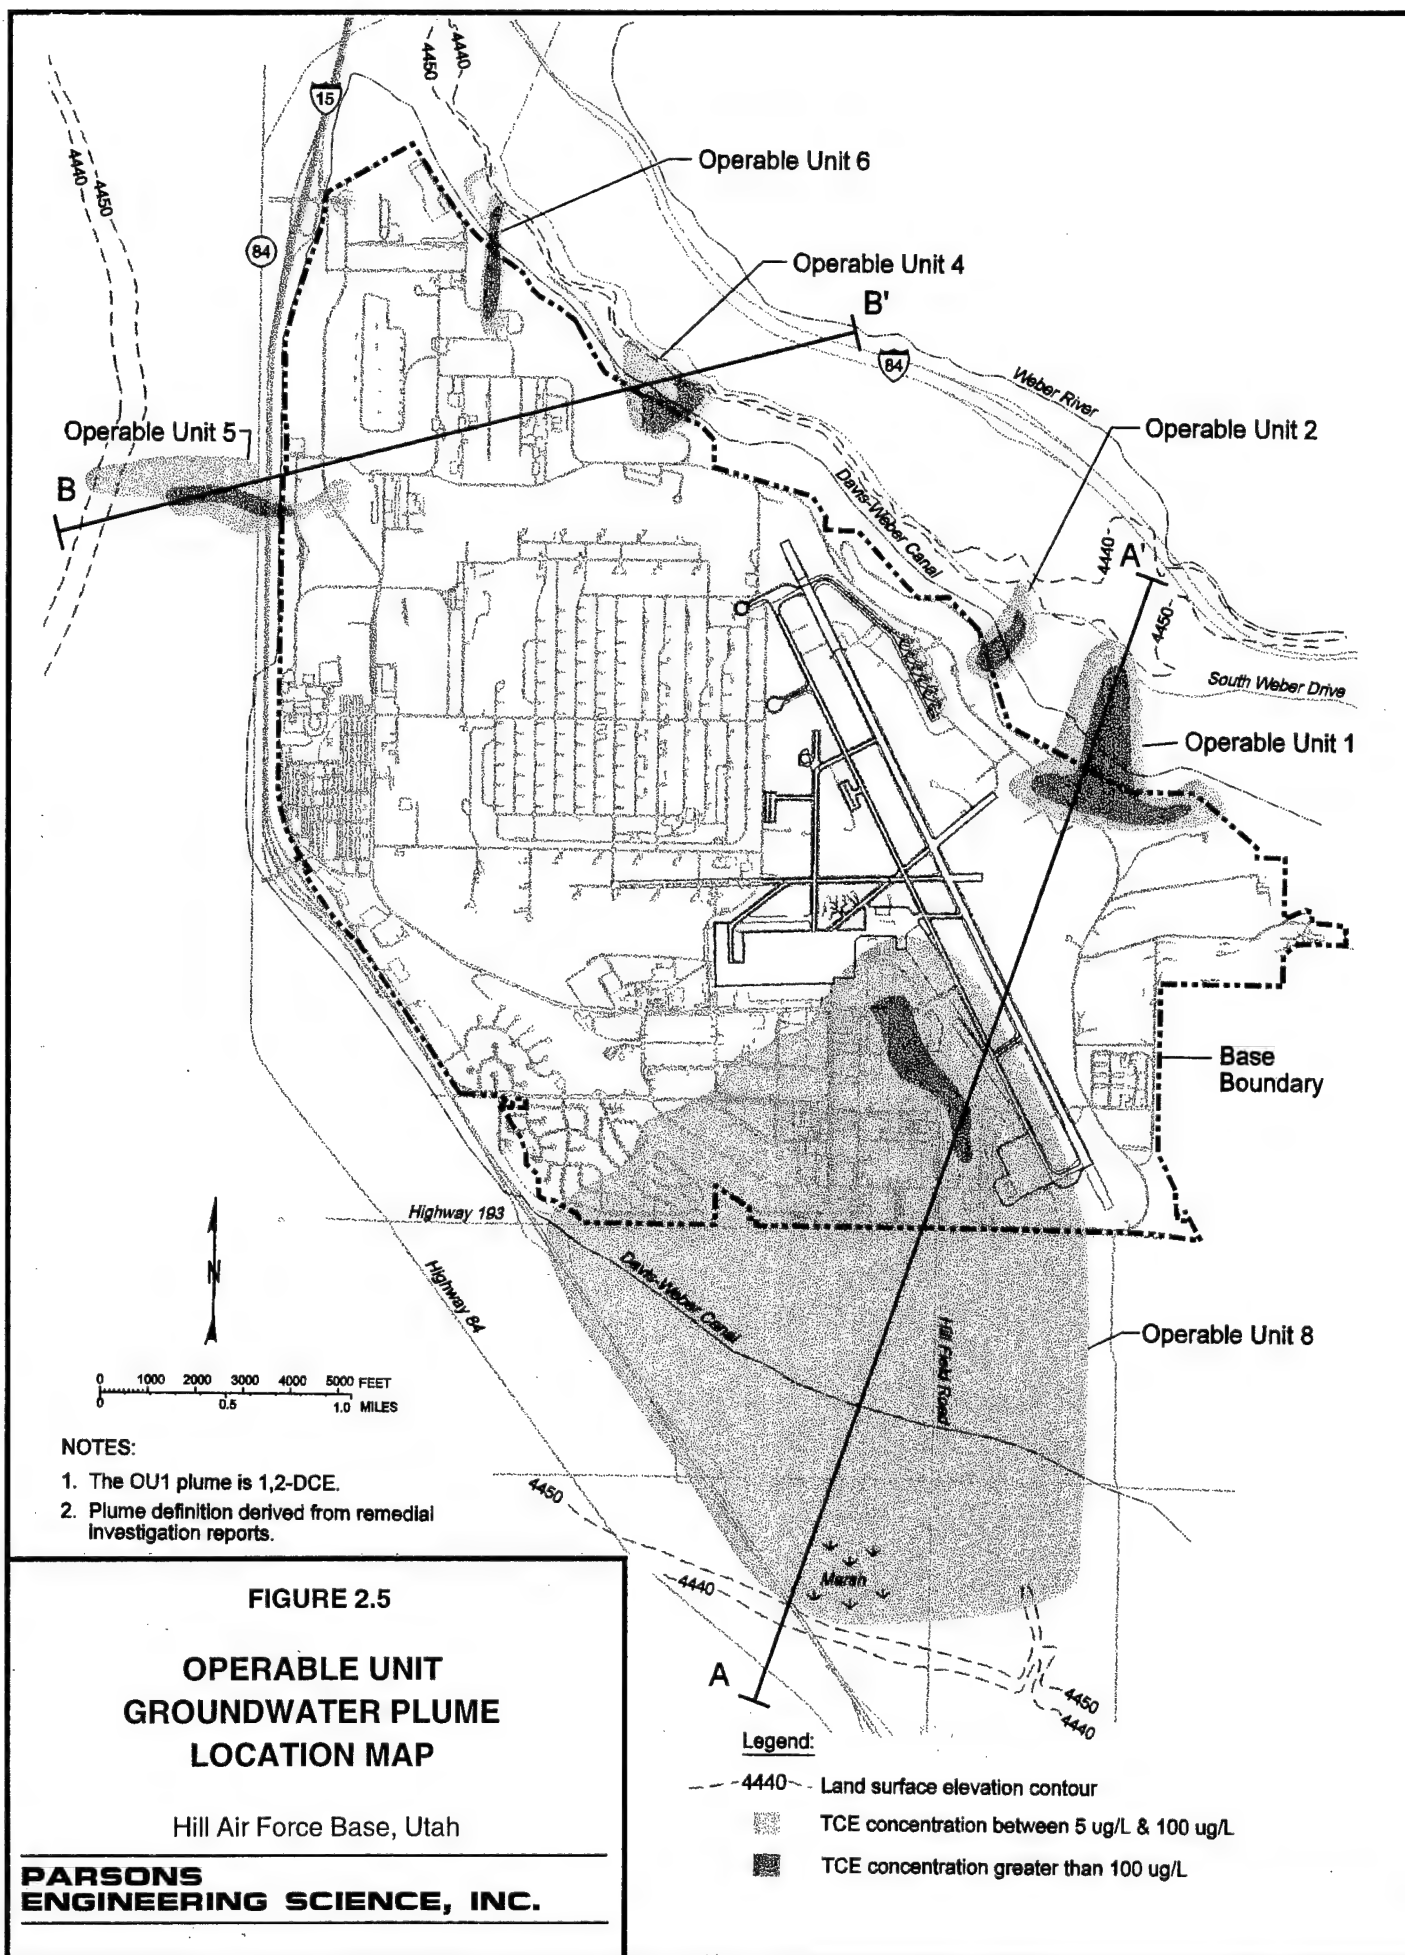 4440
4450
15
4440
4450
Operable Unit 6
84
Operable Unit 4
B'
84
Weber River
Operable Unit 5
Operable Unit 2
B
Davis-Weber Canal
4440
A'
4450
South Weber Drive
Operable Unit 1
Base
Boundary
Highway 193
Davis-Weber Canal
Highway 84
N
Hill Field Road
Operable Unit 8
0 1000 2000 3000 4000 5000 FEET
0 0.5 1.0 MILES
NOTES:
1. The OU1 plume is 1,2-DCE.
2. Plume definition derived from remedial
investigation reports.
4450
4440
Marsh
A
4450
4440
FIGURE 2.5
OPERABLE UNIT
GROUNDWATER PLUME
LOCATION MAP
Hill Air Force Base, Utah
PARSONS
ENGINEERING SCIENCE, INC.
Legend:
4440 Land surface elevation contour
TCE concentration between 5 ug/L & 100 ug/L
TCE concentration greater than 100 ug/L